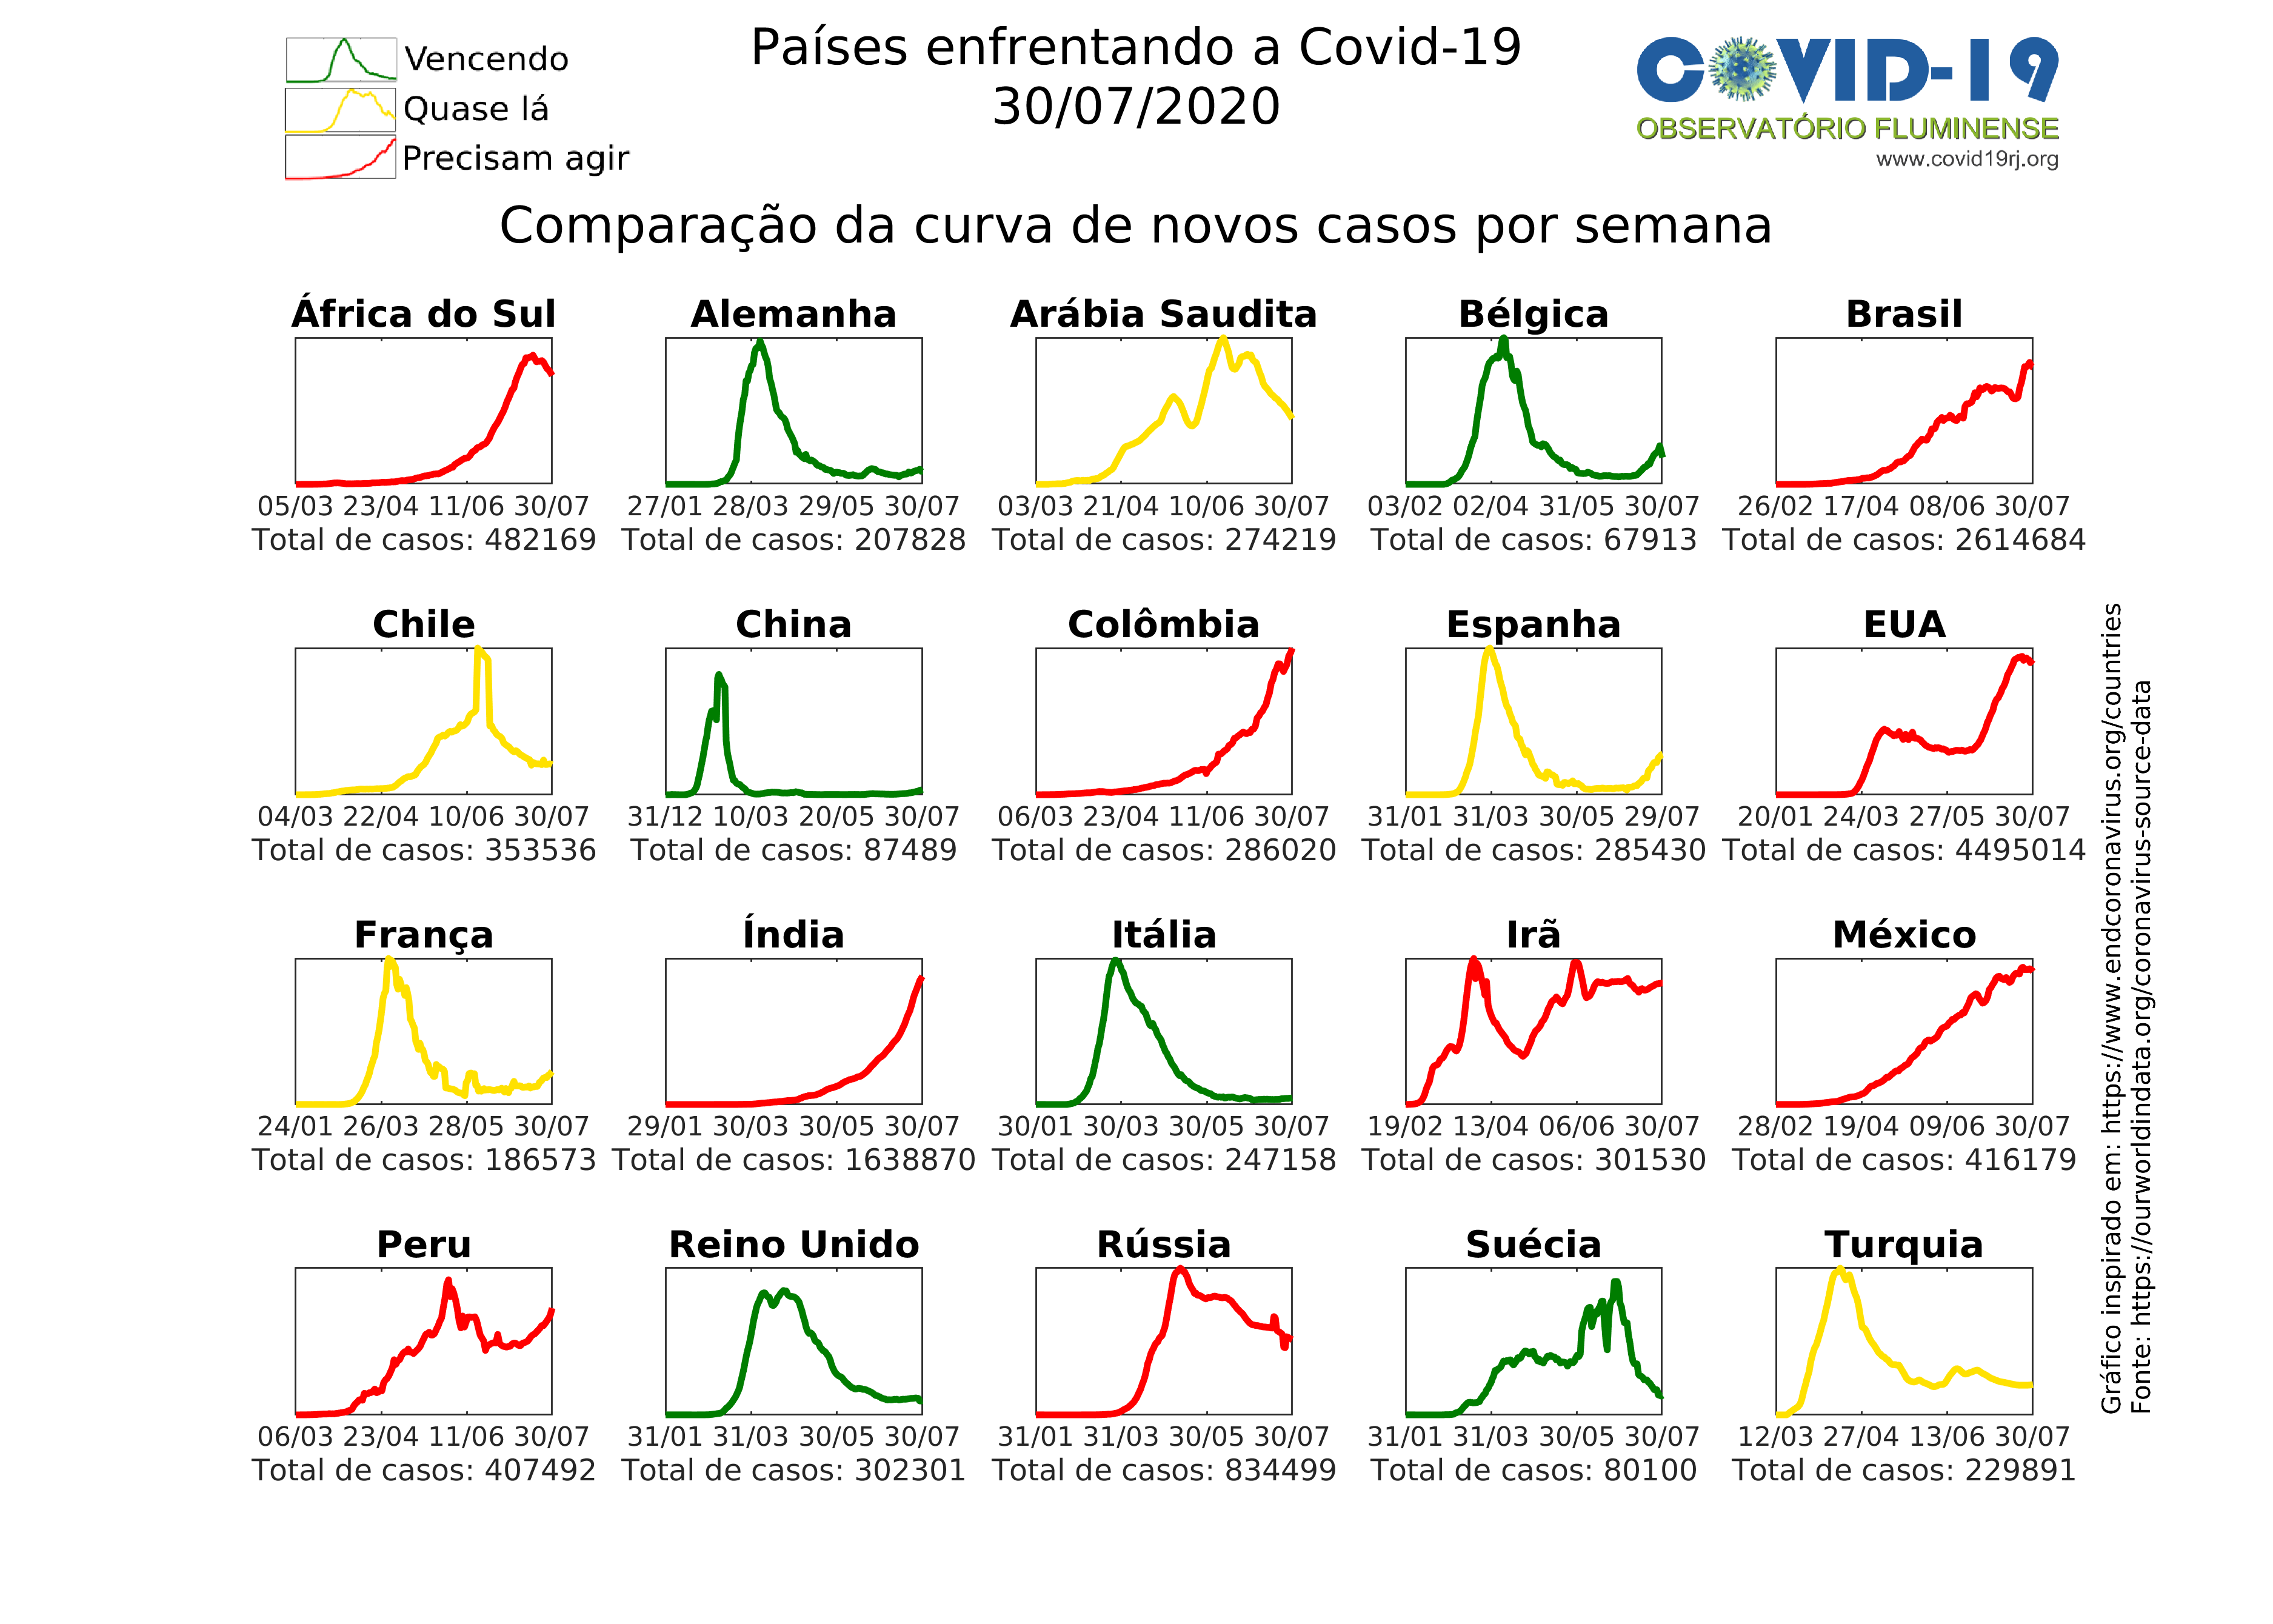 Vencendo
Quase lá
Precisam agir
Países enfrentando a Covid-19
30/07/2020
COVID-19
OBSERVATÓRIO FLUMINENSE
www.covid19rj.org
Comparação da curva de novos casos por semana
África do Sul
05/03 23/04 11/06 30/07
Total de casos: 482169
Alemanha
27/01 28/03 29/05 30/07
Total de casos: 207828
Arábia Saudita
03/03 21/04 10/06 30/07
Total de casos: 274219
Bélgica
03/02 02/04 31/05 30/07
Total de casos: 67913
Brasil
26/02 17/04 08/06 30/07
Total de casos: 2614684
Chile
04/03 22/04 10/06 30/07
Total de casos: 353536
China
31/12 10/03 20/05 30/07
Total de casos: 87489
Colômbia
06/03 23/04 11/06 30/07
Total de casos: 286020
Espanha
31/01 31/03 30/05 29/07
Total de casos: 285430
EUA
20/01 24/03 27/05 30/07
Total de casos: 4495014
França
24/01 26/03 28/05 30/07
Total de casos: 186573
Índia
29/01 30/03 30/05 30/07
Total de casos: 1638870
Itália
30/01 30/03 30/05 30/07
Total de casos: 247158
Irã
19/02 13/04 06/06 30/07
Total de casos: 301530
México
28/02 19/04 09/06 30/07
Total de casos: 416179
Peru
06/03 23/04 11/06 30/07
Total de casos: 407492
Reino Unido
31/01 31/03 30/05 30/07
Total de casos: 302301
Rússia
31/01 31/03 30/05 30/07
Total de casos: 834499
Suécia
31/01 31/03 30/05 30/07
Total de casos: 80100
Turquia
12/03 27/04 13/06 30/07
Total de casos: 229891
Gráfico inspirado em: https://www.endcoronavirus.org/countries
Fonte: https://ourworldindata.org/coronavirus-source-data